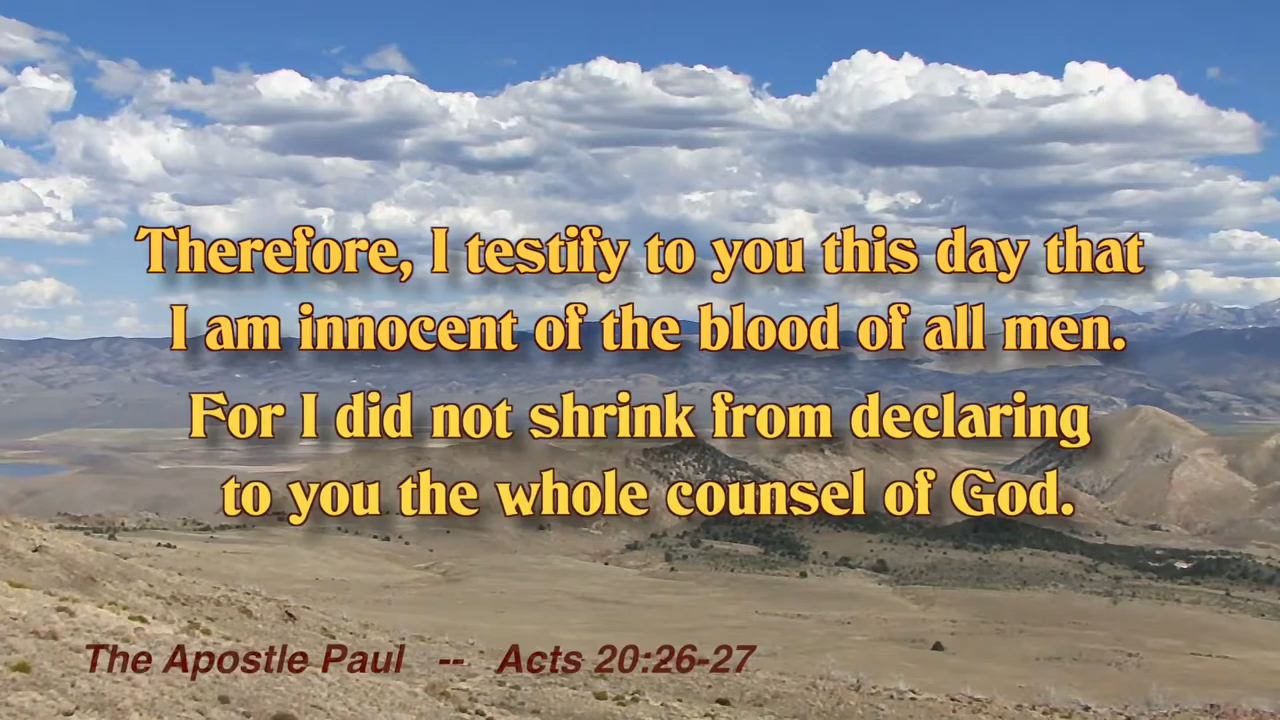 Therefore, I testify to you this day that
I am innocent of the blood of all men.
For I did not shrink from declaring
to you the whole counsel of God.
The Apostle Paul -- Acts 20:26-27